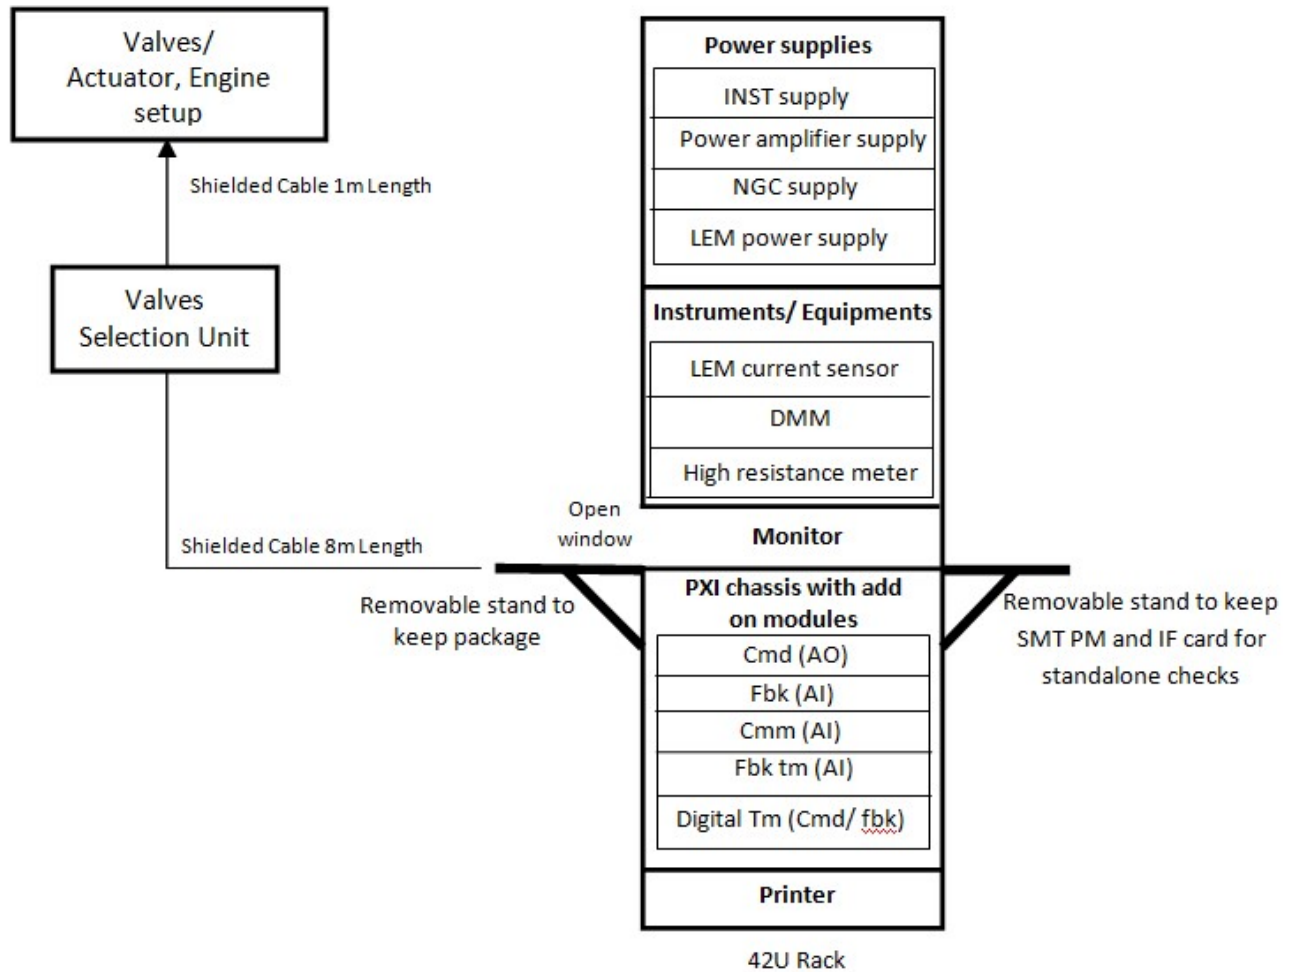 Valves/
Actuator, Engine
setup
Shielded Cable 1m Length
Valves
Selection Unit
Shielded Cable 8m Length
Open
window
Removable stand to
keep package
Power supplies
INST supply
Power amplifier supply
NGC supply
LEM power supply
Instruments/ Equipments
LEM current sensor
DMM
High resistance meter
Monitor
PXI chassis with add
on modules
Cmd (AO)
Fbk (AI)
Cmm (AI)
Fbk tm (AI)
Digital Tm (Cmd/ fbk)
Printer
42U Rack
Removable stand to keep
SMT PM and IF card for
standalone checks